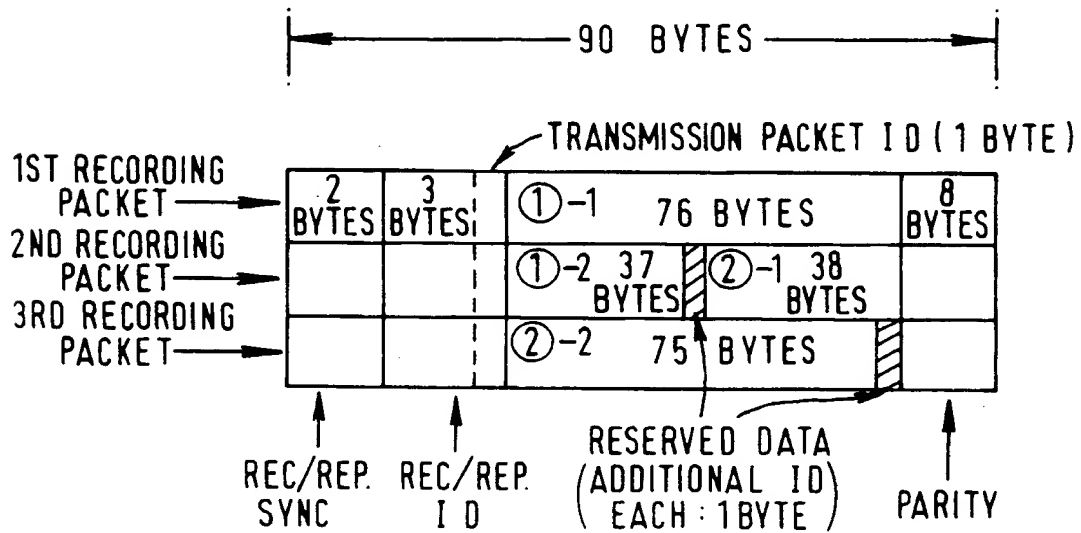 90 BYTES
TRANSMISSION PACKET ID (1 BYTE)
1ST RECORDING
PACKET
2 BYTES
3 BYTES
①-1 76 BYTES
8 BYTES
2ND RECORDING
PACKET
①-2 37 BYTES
②-1 38 BYTES
3RD RECORDING
PACKET
②-2 75 BYTES
REC/REP.
SYNC
REC/REP.
ID
RESERVED DATA
(ADDITIONAL ID
EACH : 1BYTE)
PARITY